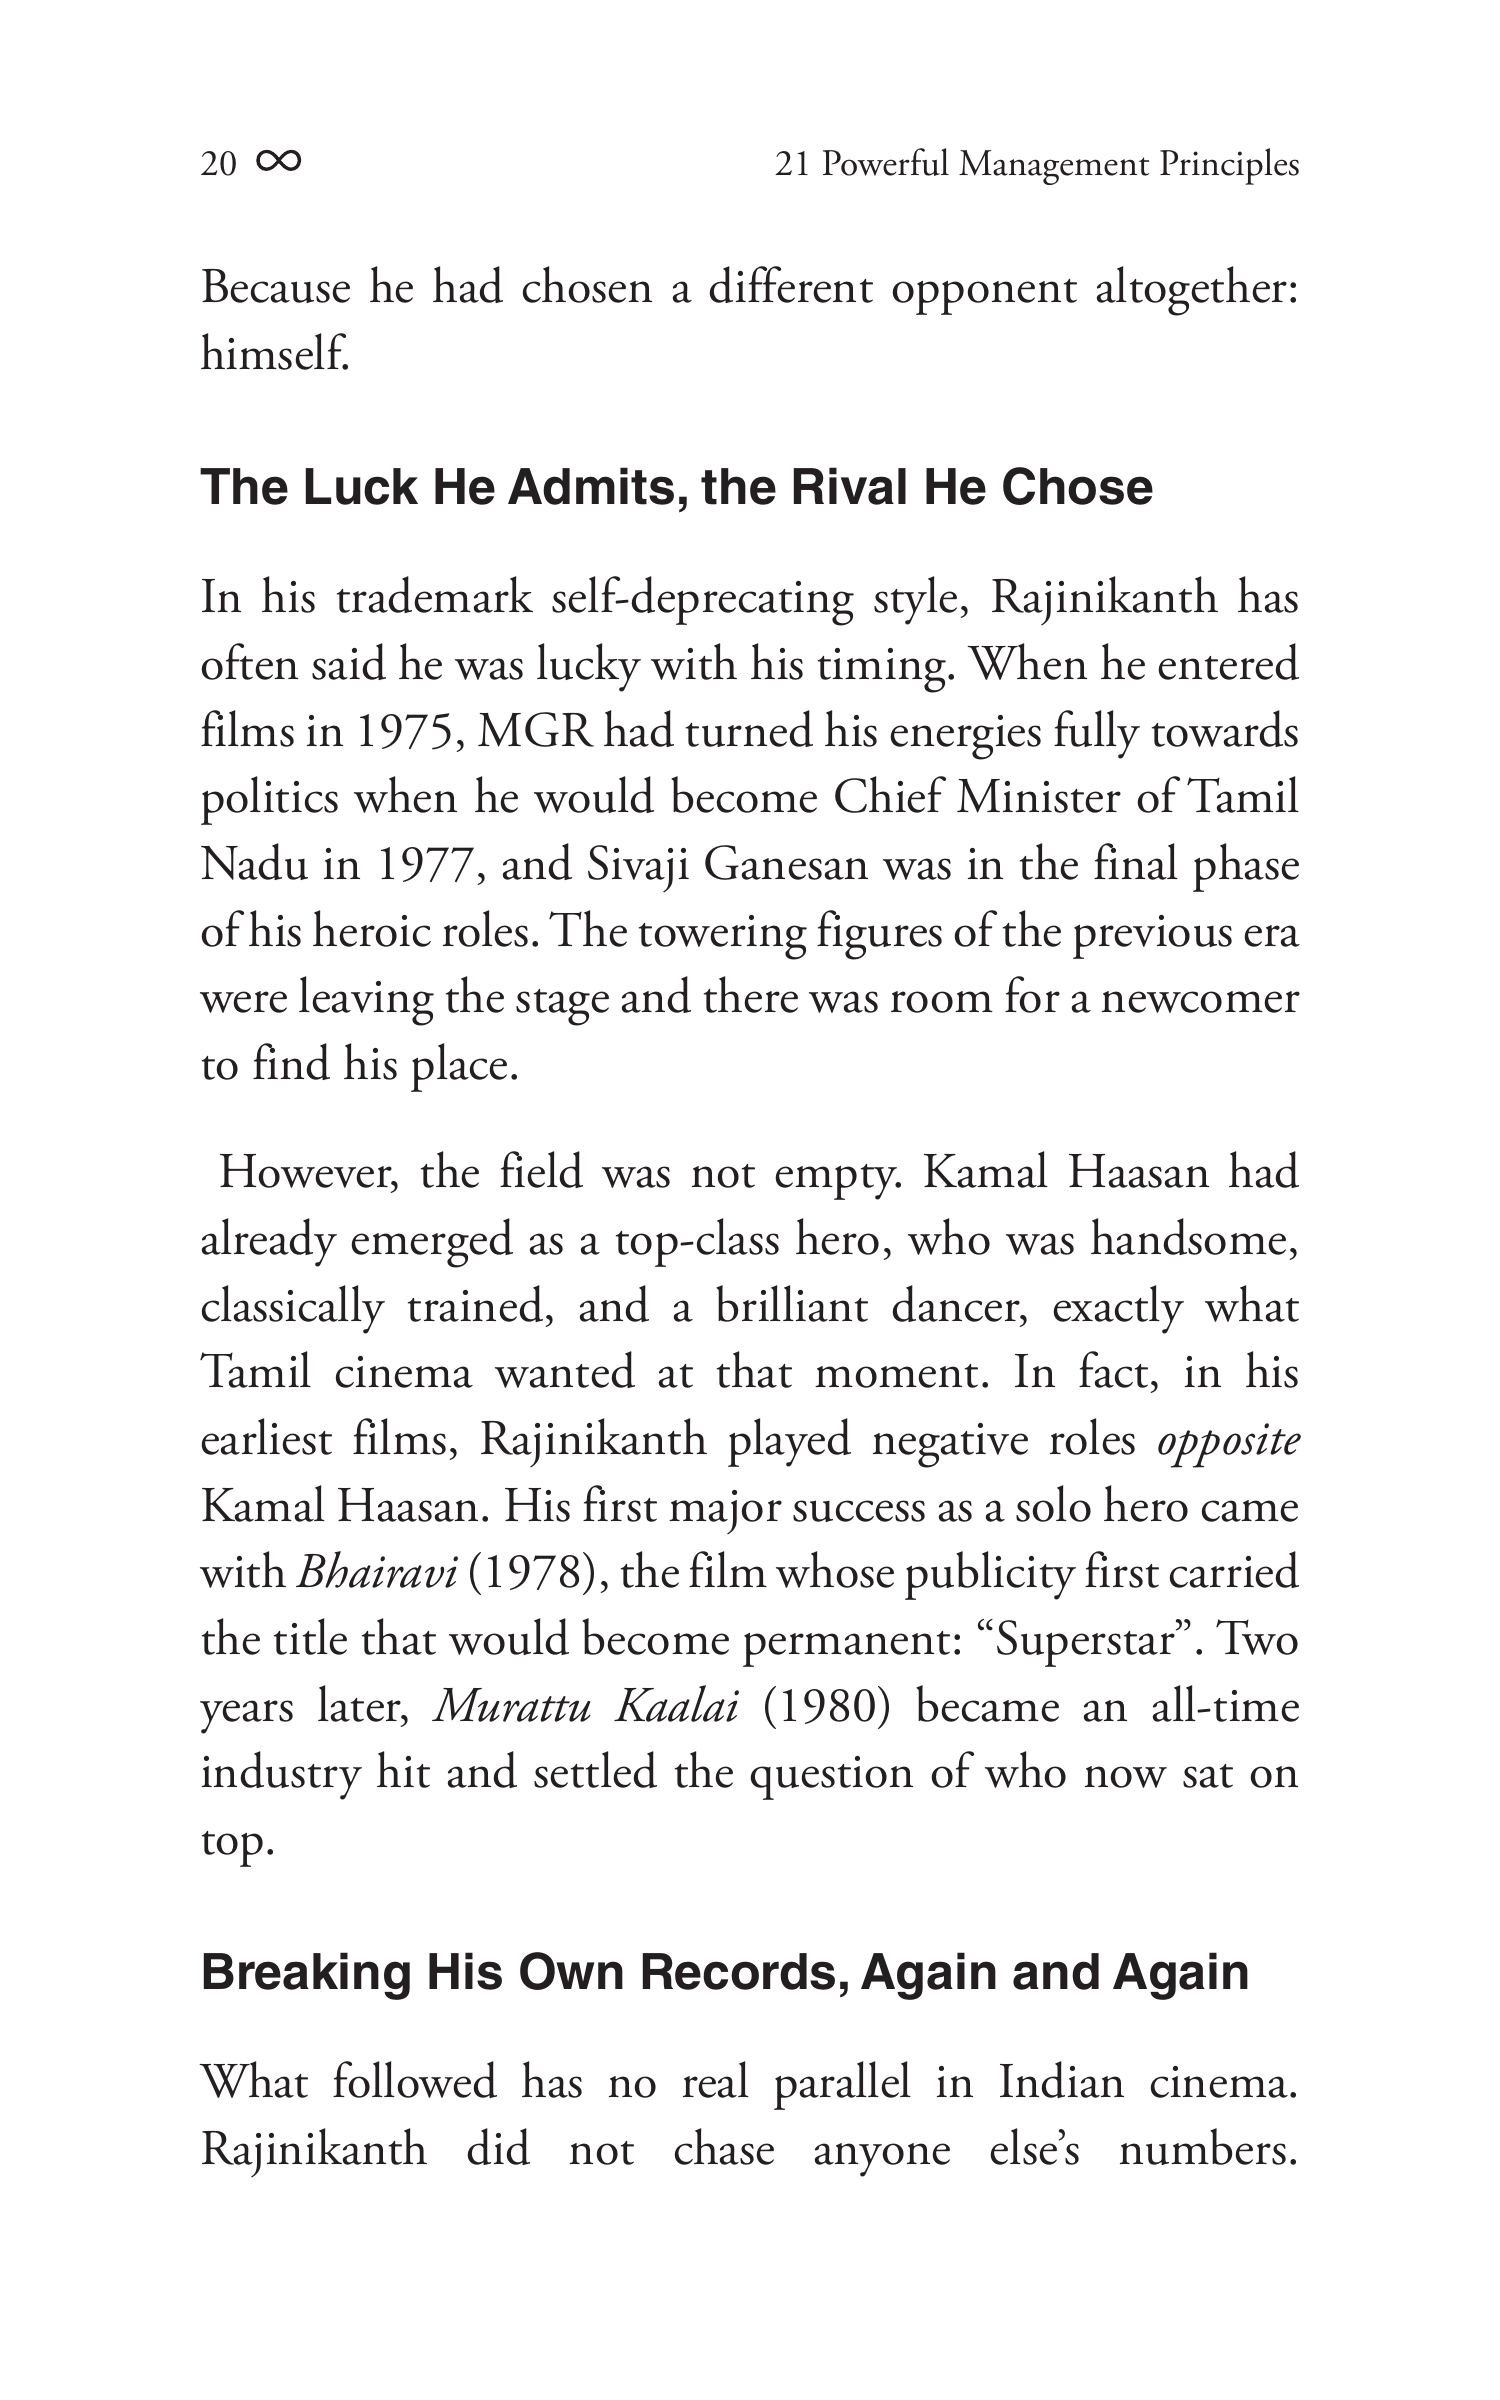 20 ∞ 21 Powerful Management Principles
Because he had chosen a different opponent altogether:
himself.
The Luck He Admits, the Rival He Chose
In his trademark self-deprecating style, Rajinikanth has
often said he was lucky with his timing. When he entered
films in 1975, MGR had turned his energies fully towards
politics when he would become Chief Minister of Tamil
Nadu in 1977, and Sivaji Ganesan was in the final phase
of his heroic roles. The towering figures of the previous era
were leaving the stage and there was room for a newcomer
to find his place.
However, the field was not empty. Kamal Haasan had
already emerged as a top-class hero, who was handsome,
classically trained, and a brilliant dancer, exactly what
Tamil cinema wanted at that moment. In fact, in his
earliest films, Rajinikanth played negative roles opposite
Kamal Haasan. His first major success as a solo hero came
with Bhairavi (1978), the film whose publicity first carried
the title that would become permanent: “Superstar”. Two
years later, Murattu Kaalai (1980) became an all-time
industry hit and settled the question of who now sat on
top.
Breaking His Own Records, Again and Again
What followed has no real parallel in Indian cinema.
Rajinikanth did not chase anyone else’s numbers.